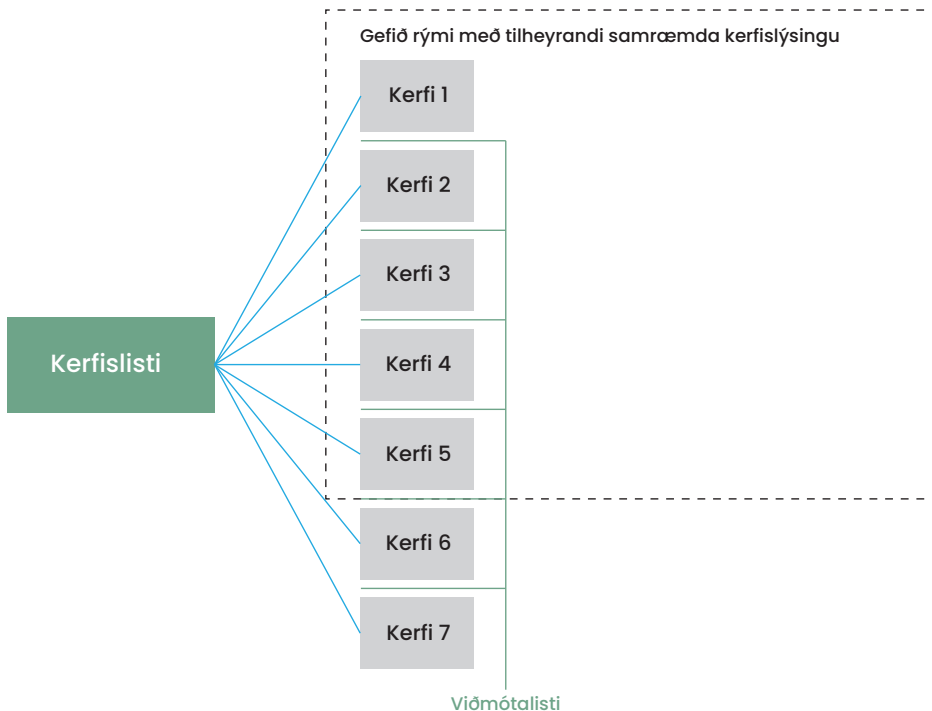 Gefið rými með tilheyrandi samræmda kerfislýsingu
Kerfi 1
Kerfi 2
Kerfi 3
Kerfislisti
Kerfi 4
Kerfi 5
Kerfi 6
Kerfi 7
Viðmótalisti